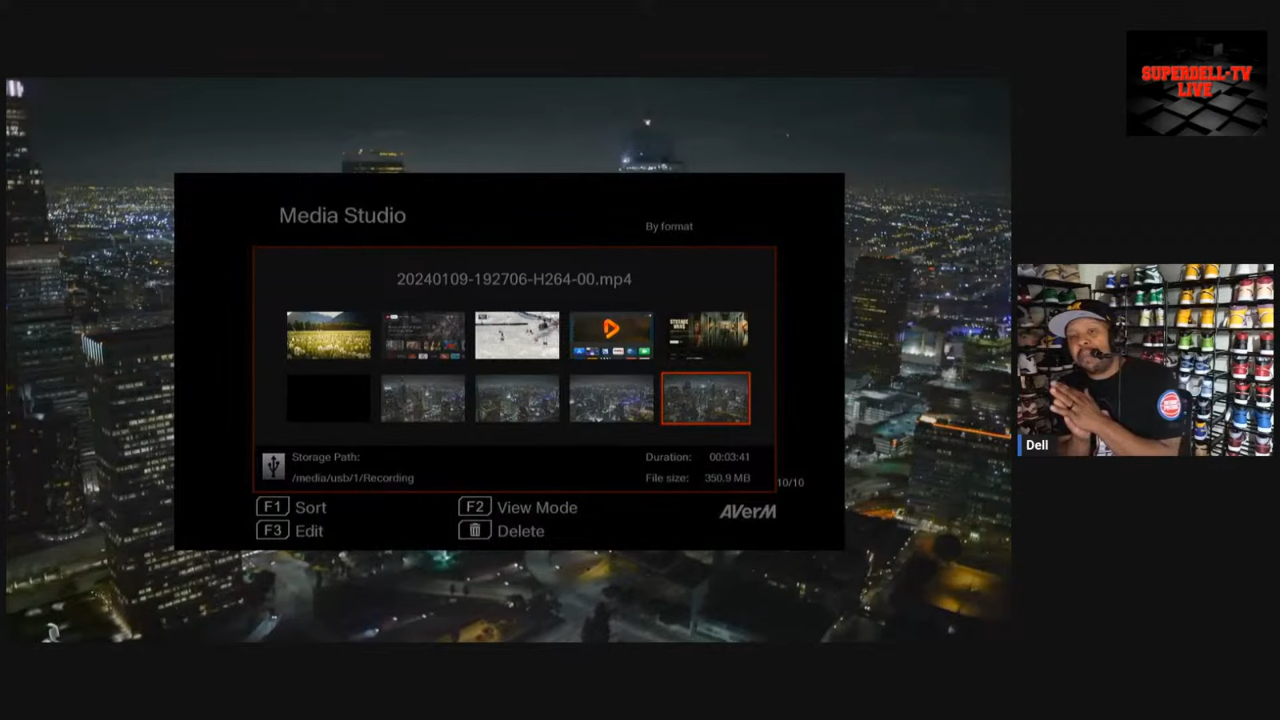 SUPERDELL-TV
LIVE
Media Studio
By format
20240109-192706-H264-00.mp4
Storage Path:
/media/usb/1/Recording
Duration: 00:03:41
File size: 350.9 MB
10/10
F1 Sort
F2 View Mode
F3 Edit
Delete
AVerM
Dell